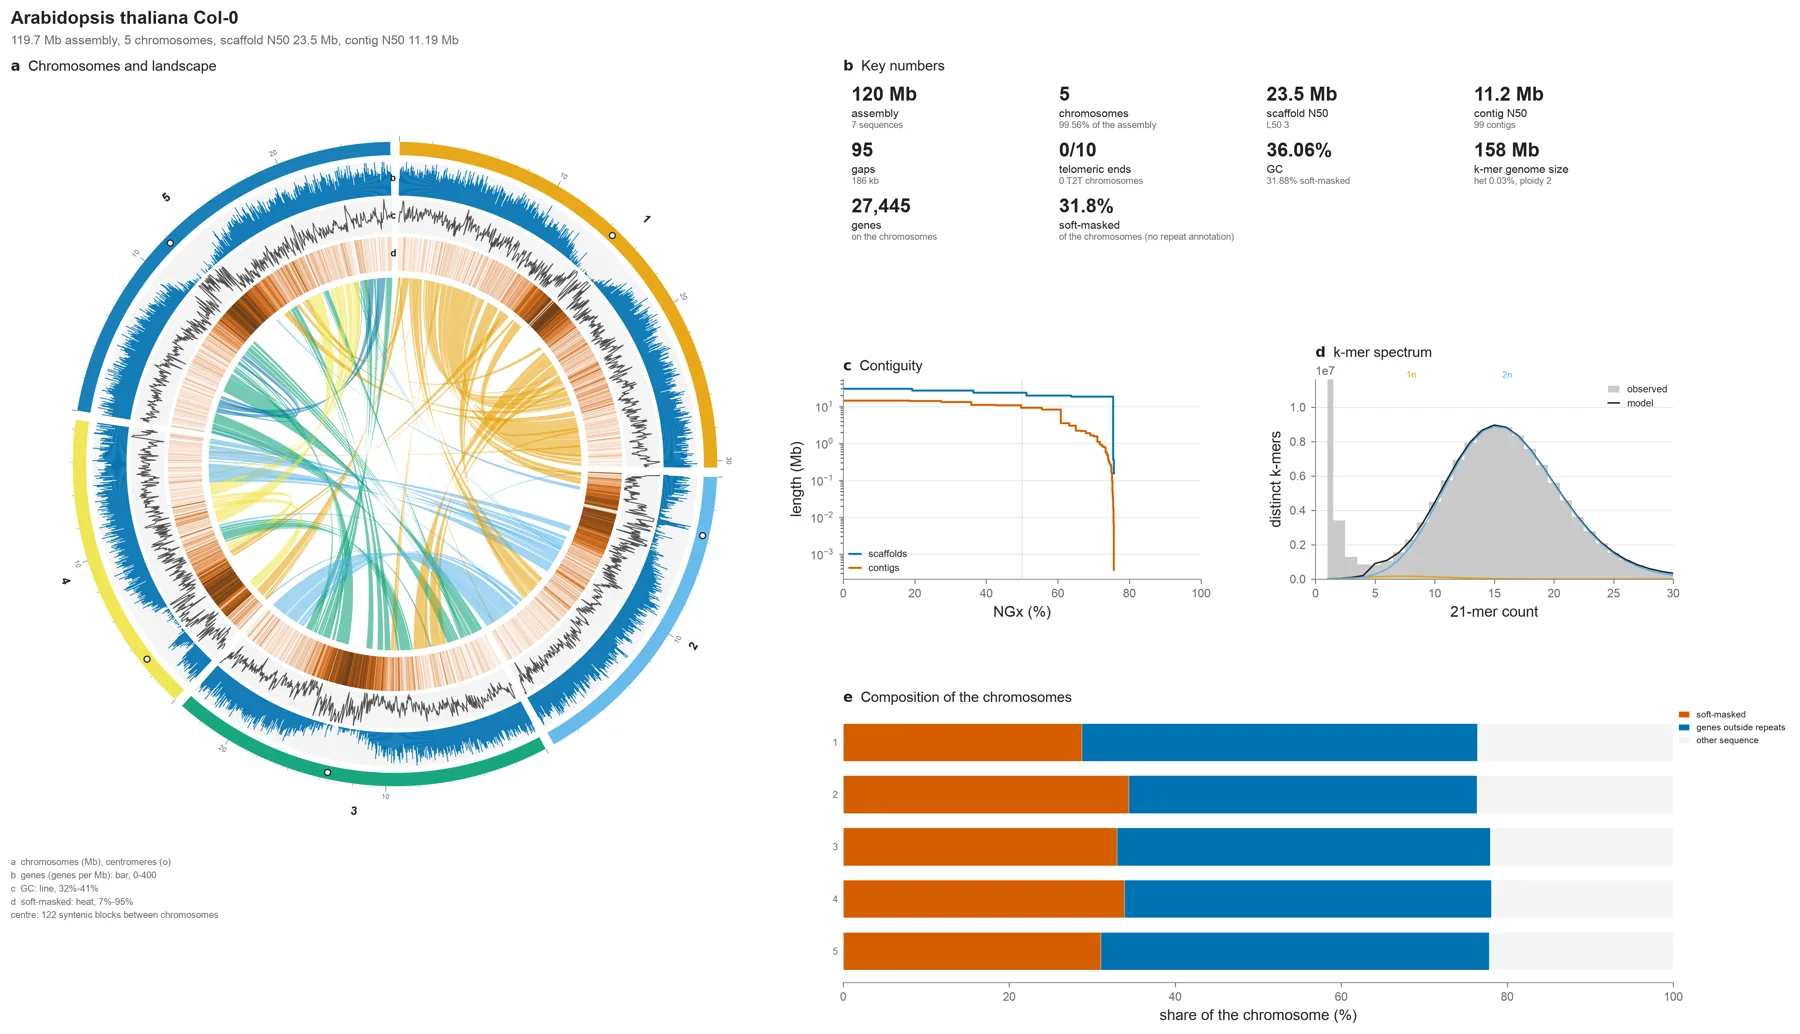 Arabidopsis thaliana Col-0
119.7 Mb assembly, 5 chromosomes, scaffold N50 23.5 Mb, contig N50 11.19 Mb
a Chromosomes and landscape
20
10
5
1
10
20
30
b
c
d
4
10
2
10
20
10
3
a chromosomes (Mb), centromeres (o)
b genes (genes per Mb): bar, 0-400
c GC: line, 32%-41%
d soft-masked: heat, 7%-95%
centre: 122 syntenic blocks between chromosomes
b Key numbers
120 Mb
assembly
7 sequences
5
chromosomes
99.56% of the assembly
23.5 Mb
scaffold N50
L50 3
11.2 Mb
contig N50
99 contigs
95
gaps
186 kb
0/10
telomeric ends
0 T2T chromosomes
36.06%
GC
31.88% soft-masked
158 Mb
k-mer genome size
het 0.03%, ploidy 2
27,445
genes
on the chromosomes
31.8%
soft-masked
of the chromosomes (no repeat annotation)
c Contiguity
length (Mb)
10¹
10⁰
10⁻¹
10⁻²
10⁻³
scaffolds
contigs
0 20 40 60 80 100
NGx (%)
d k-mer spectrum
1e7
1n 2n
observed
model
distinct k-mers
1.0
0.8
0.6
0.4
0.2
0.0
0 5 10 15 20 25 30
21-mer count
e Composition of the chromosomes
soft-masked
genes outside repeats
other sequence
1
2
3
4
5
0 20 40 60 80 100
share of the chromosome (%)